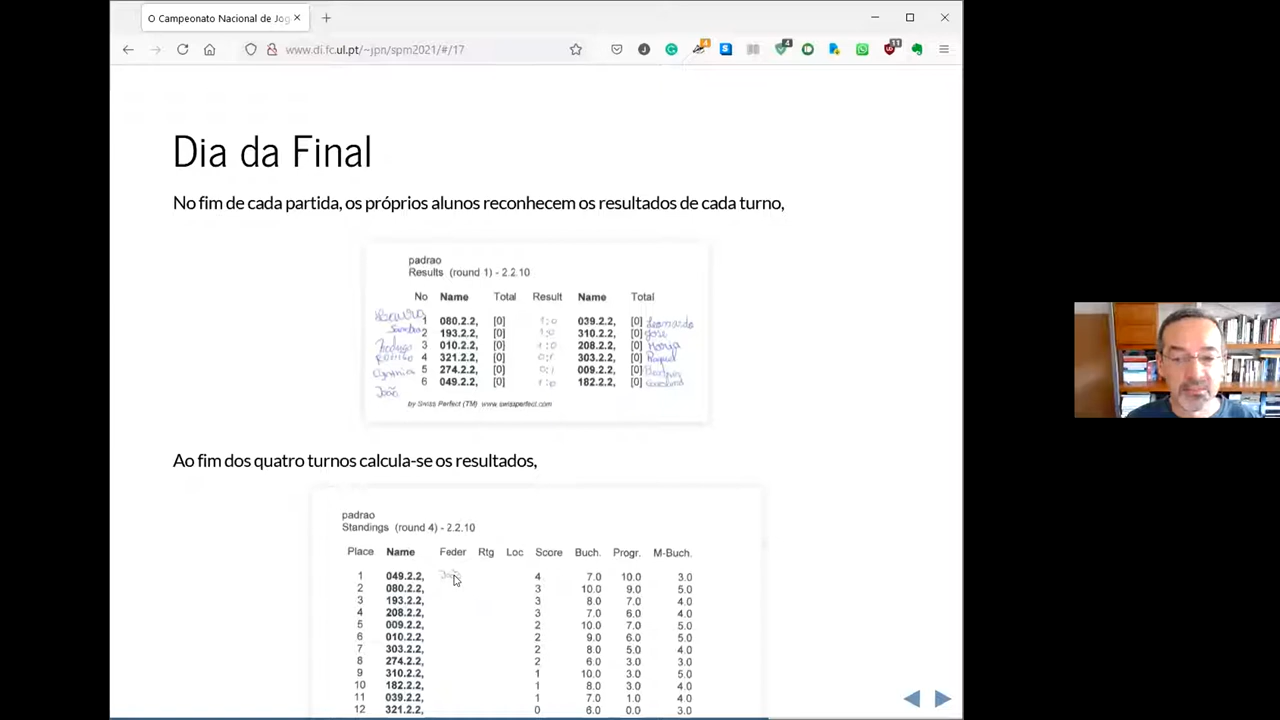 O Campeonato Nacional de Jog
www.di.fc.ul.pt/~jpn/spm2021/#/17
4
4
11
Dia da Final
No fim de cada partida, os próprios alunos reconhecem os resultados de cada turno,
padrao
Results (round 1) - 2.2.10
No Name Total Result Name Total
1 080.2.2, [0] 1:0 039.2.2, [0] Leonardo
Sandra 2 193.2.2, [0] 1:0 310.2.2, [0] José
Rodrigo 3 010.2.2, [0] 1:0 208.2.2, [0]
4 321.2.2, [0] 0:1 303.2.2, [0] Raquel
5 274.2.2, [0] 0:1 009.2.2, [0] Beatriz
6 049.2.2, [0] 1:0 182.2.2, [0]
João
by Swiss Perfect (TM) www.swissperfect.com
Ao fim dos quatro turnos calcula-se os resultados,
padrao
Standings (round 4) - 2.2.10
Place Name Feder Rtg Loc Score Buch. Progr. M-Buch.
1 049.2.2, João 4 7.0 10.0 3.0
2 080.2.2, 3 10.0 9.0 5.0
3 193.2.2, 3 8.0 7.0 4.0
4 208.2.2, 3 7.0 6.0 4.0
5 009.2.2, 2 10.0 7.0 5.0
6 010.2.2, 2 9.0 6.0 5.0
7 303.2.2, 2 8.0 5.0 4.0
8 274.2.2, 2 6.0 3.0 3.0
9 310.2.2, 1 10.0 3.0 5.0
10 182.2.2, 1 8.0 3.0 4.0
11 039.2.2, 1 7.0 1.0 4.0
12 321.2.2, 0 6.0 0.0 3.0